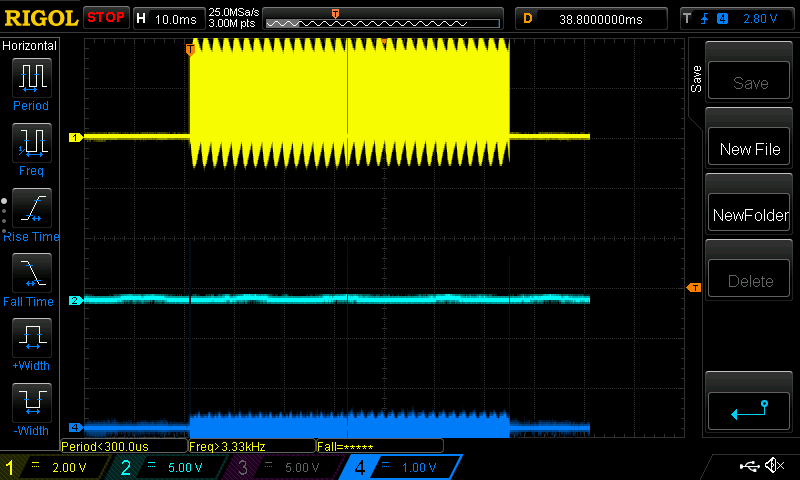 RIGOL STOP H 10.0ms 25.0MSa/s 3.00M pts T D 38.8000000ms T 4 2.80 V
Horizontal
Period
Freq
Rise Time
Fall Time
+Width
-Width
T
1
2
4
T
Save
Save
New File
NewFolder
Delete
Period<300.0us Freq>3.33kHz Fall=*****
1 2.00 V 2 5.00 V 3 5.00 V 4 1.00 V